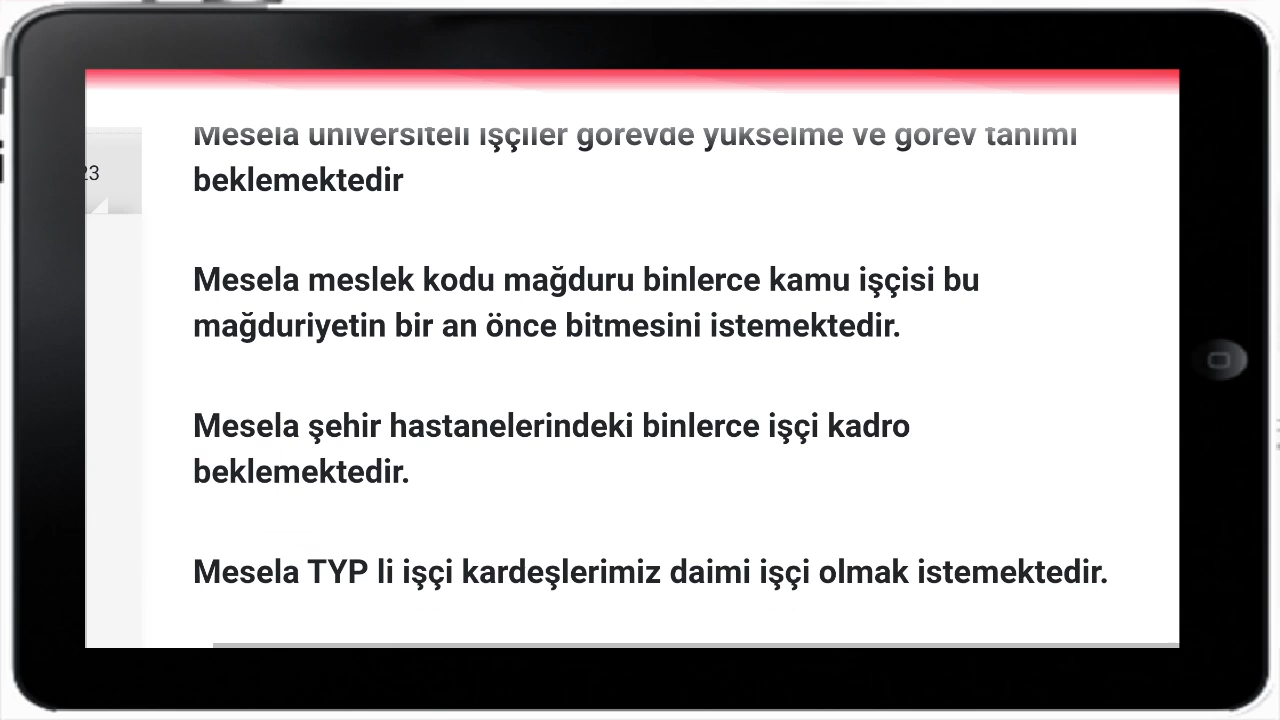 Mesela üniversiteli işçiler görevde yükselme ve görev tanımı
beklemektedir
23
Mesela meslek kodu mağduru binlerce kamu işçisi bu
mağduriyetin bir an önce bitmesini istemektedir.
Mesela şehir hastanelerindeki binlerce işçi kadro
beklemektedir.
Mesela TYP li işçi kardeşlerimiz daimi işçi olmak istemektedir.